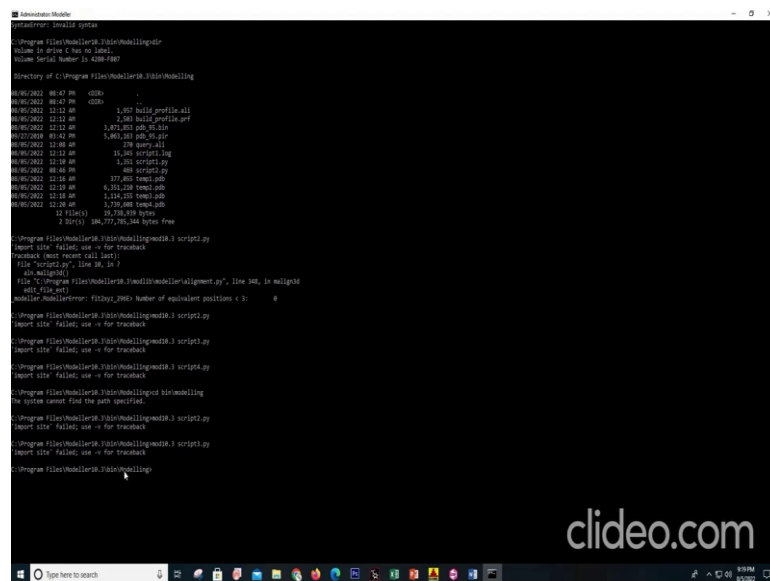 Administrator: Modeller
SyntaxError: invalid syntax
C:\Program Files\Modeller10.3\bin\Modelling>dir
Volume in drive C has no label.
Volume Serial Number is 4280-F807
Directory of C:\Program Files\Modeller10.3\bin\Modelling
08/05/2022 08:47 PM <DIR> .
08/05/2022 08:47 PM <DIR> ..
08/05/2022 12:12 AM 1,957 build_profile.ali
08/05/2022 12:12 AM 2,503 build_profile.prf
08/05/2022 12:12 AM 3,071,853 pdb_95.bin
09/27/2010 03:42 PM 5,063,163 pdb_95.pir
08/05/2022 12:08 AM 270 query.ali
08/05/2022 12:12 AM 15,345 script1.log
08/05/2022 12:10 AM 1,351 script1.py
08/05/2022 08:46 PM 469 script2.py
08/05/2022 12:16 AM 377,055 temp1.pdb
08/05/2022 12:19 AM 6,351,210 temp2.pdb
08/05/2022 12:18 AM 1,114,155 temp3.pdb
08/05/2022 12:20 AM 3,739,608 temp4.pdb
12 File(s) 19,738,939 bytes
2 Dir(s) 104,777,785,344 bytes free
C:\Program Files\Modeller10.3\bin\Modelling>mod10.3 script2.py
'import site' failed; use -v for traceback
Traceback (most recent call last):
File "script2.py", line 10, in ?
aln.malign3d()
File "C:\Program Files\Modeller10.3\modlib\modeller\alignment.py", line 348, in malign3d
edit_file_ext)
_modeller.ModellerError: fit2xyz_296E> Number of equivalent positions < 3: 0
C:\Program Files\Modeller10.3\bin\Modelling>mod10.3 script2.py
'import site' failed; use -v for traceback
C:\Program Files\Modeller10.3\bin\Modelling>mod10.3 script3.py
'import site' failed; use -v for traceback
C:\Program Files\Modeller10.3\bin\Modelling>mod10.3 script4.py
'import site' failed; use -v for traceback
C:\Program Files\Modeller10.3\bin\Modelling>cd bin\modelling
The system cannot find the path specified.
C:\Program Files\Modeller10.3\bin\Modelling>mod10.3 script2.py
'import site' failed; use -v for traceback
C:\Program Files\Modeller10.3\bin\Modelling>mod10.3 script3.py
'import site' failed; use -v for traceback
C:\Program Files\Modeller10.3\bin\Modelling>
clideo.com
Type here to search
9:19 PM
8/5/2022